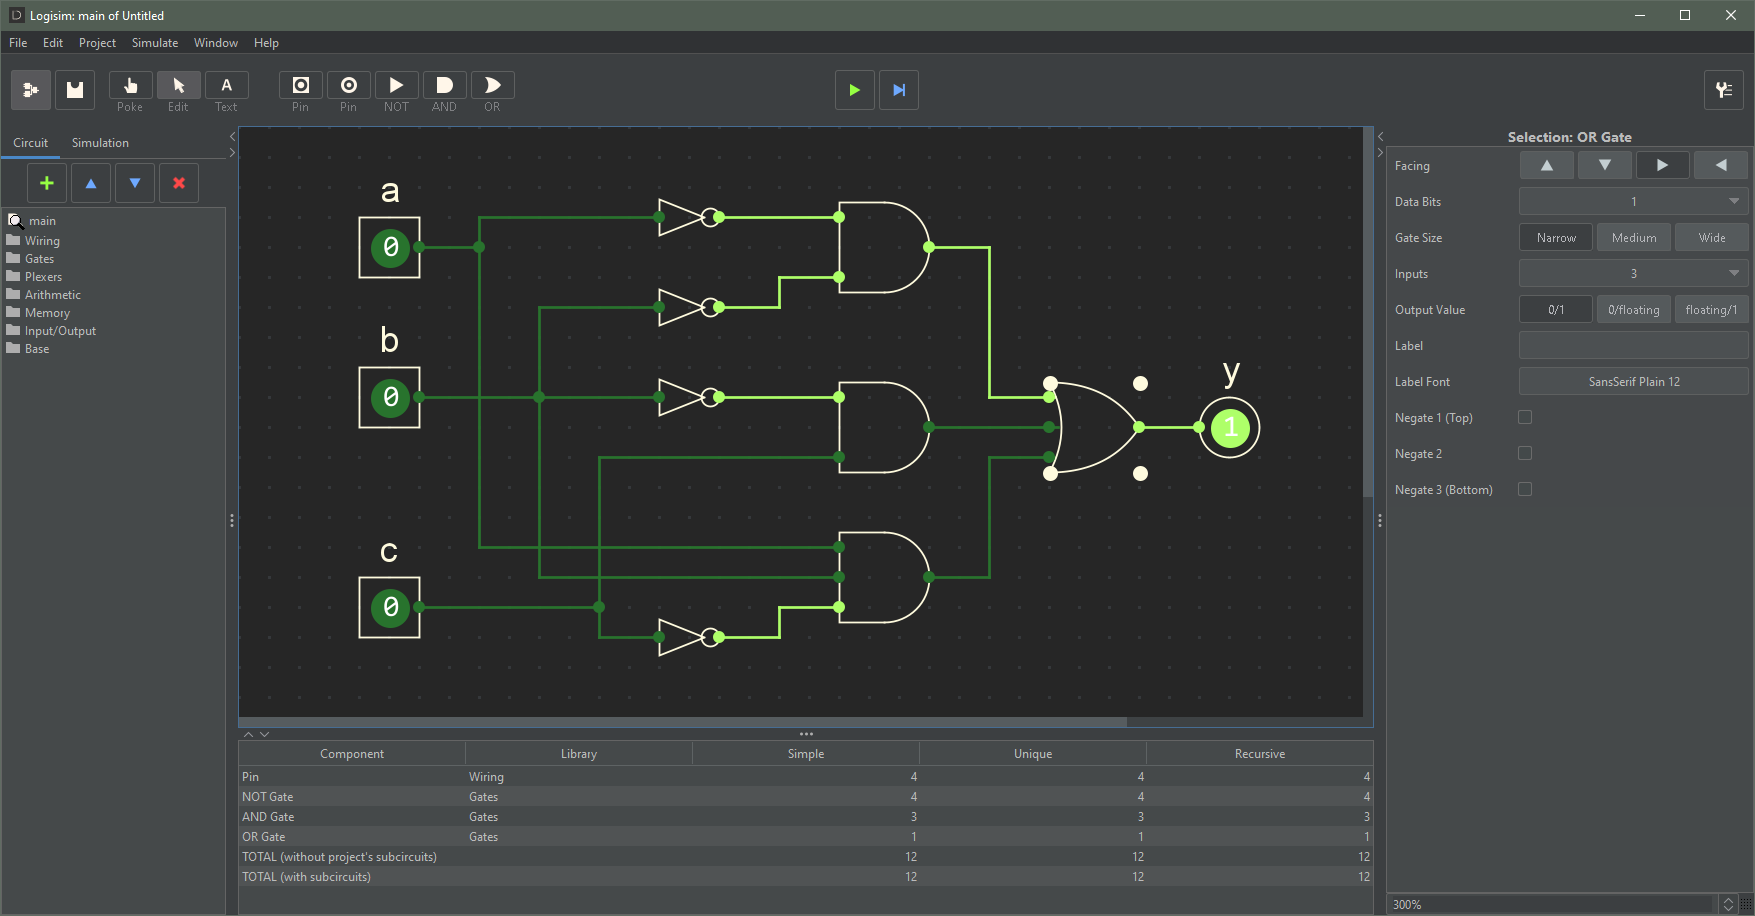 Logisim: main of Untitled
File Edit Project Simulate Window Help
Poke Edit Text Pin Pin NOT AND OR
A
Circuit Simulation
main
Wiring
Gates
Plexers
Arithmetic
Memory
Input/Output
Base
a
0
b
0
c
0
y
1
Component Library Simple Unique Recursive
Pin Wiring 4 4 4
NOT Gate Gates 4 4 4
AND Gate Gates 3 3 3
OR Gate Gates 1 1 1
TOTAL (without project's subcircuits) 12 12 12
TOTAL (with subcircuits) 12 12 12
Selection: OR Gate
Facing
Data Bits 1
Gate Size Narrow Medium Wide
Inputs 3
Output Value 0/1 0/floating floating/1
Label
Label Font SansSerif Plain 12
Negate 1 (Top)
Negate 2
Negate 3 (Bottom)
300%